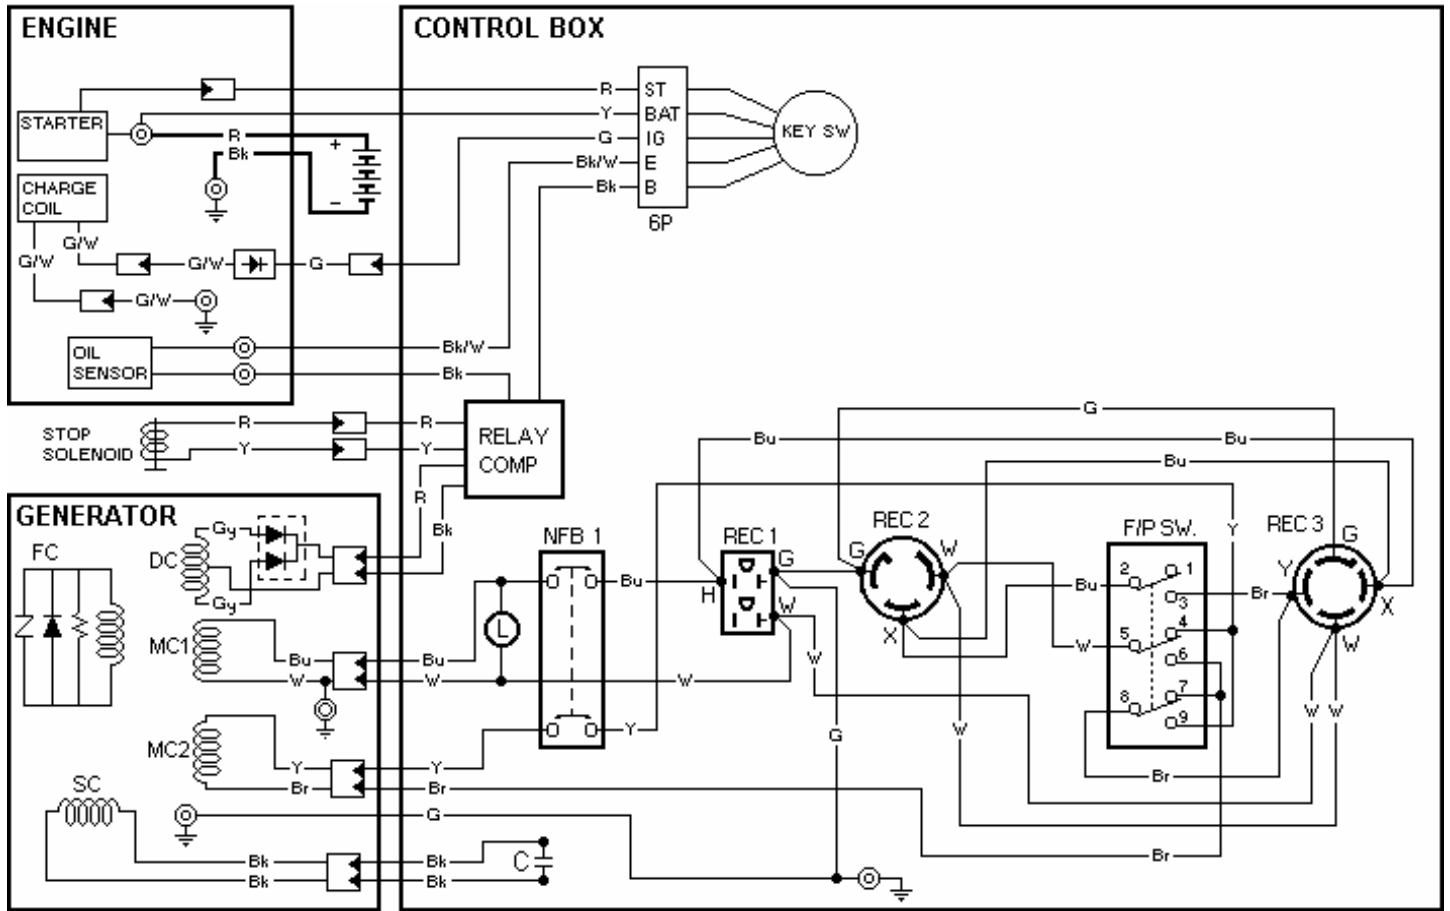 ENGINE
CONTROL BOX
R
ST
STARTER
Y
BAT
KEY SW
R
+
G
IG
Bk
Bk/W
E
CHARGE
COIL
−
Bk
B
6P
G/W
G/W
G/W
G
G/W
OIL
SENSOR
Bk/W
Bk
STOP
SOLENOID
R
R
Y
Y
RELAY
COMP
G
Bu
Bu
Bu
R
Bk
GENERATOR
FC
DC
Gy
Gy
NFB 1
REC 1
REC 2
F/P SW.
Y
REC 3
G
G
W
G
Y
H
W
X
Bu
Bu
2
1
3
Br
X
MC1
Bu
W
L
Bu
W
W
W
W
5
4
6
W
8
7
9
W
W
W
MC2
Y
Br
Y
Br
Y
G
Br
SC
G
Br
Bk
Bk
Bk
Bk
C